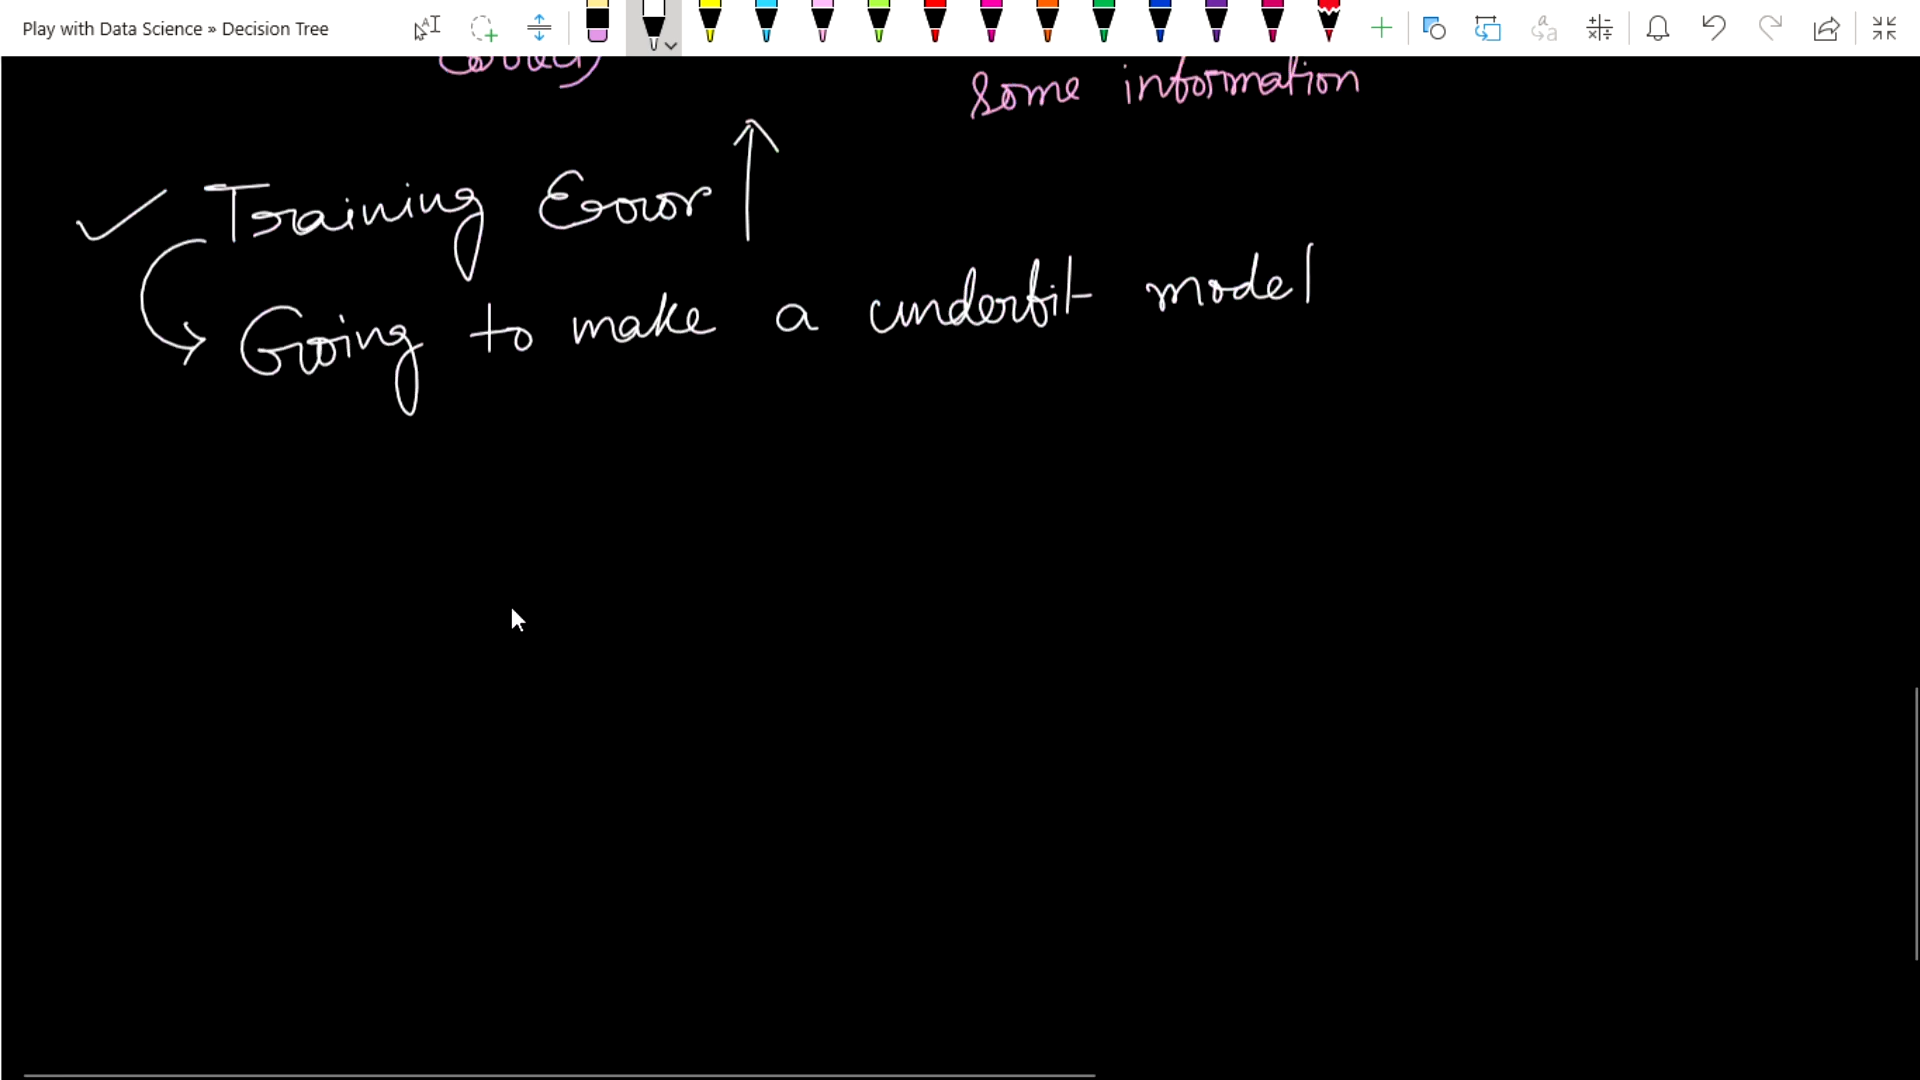 Play with Data Science » Decision Tree
some information
✓ Training Error ↑
Going to make a underfit model